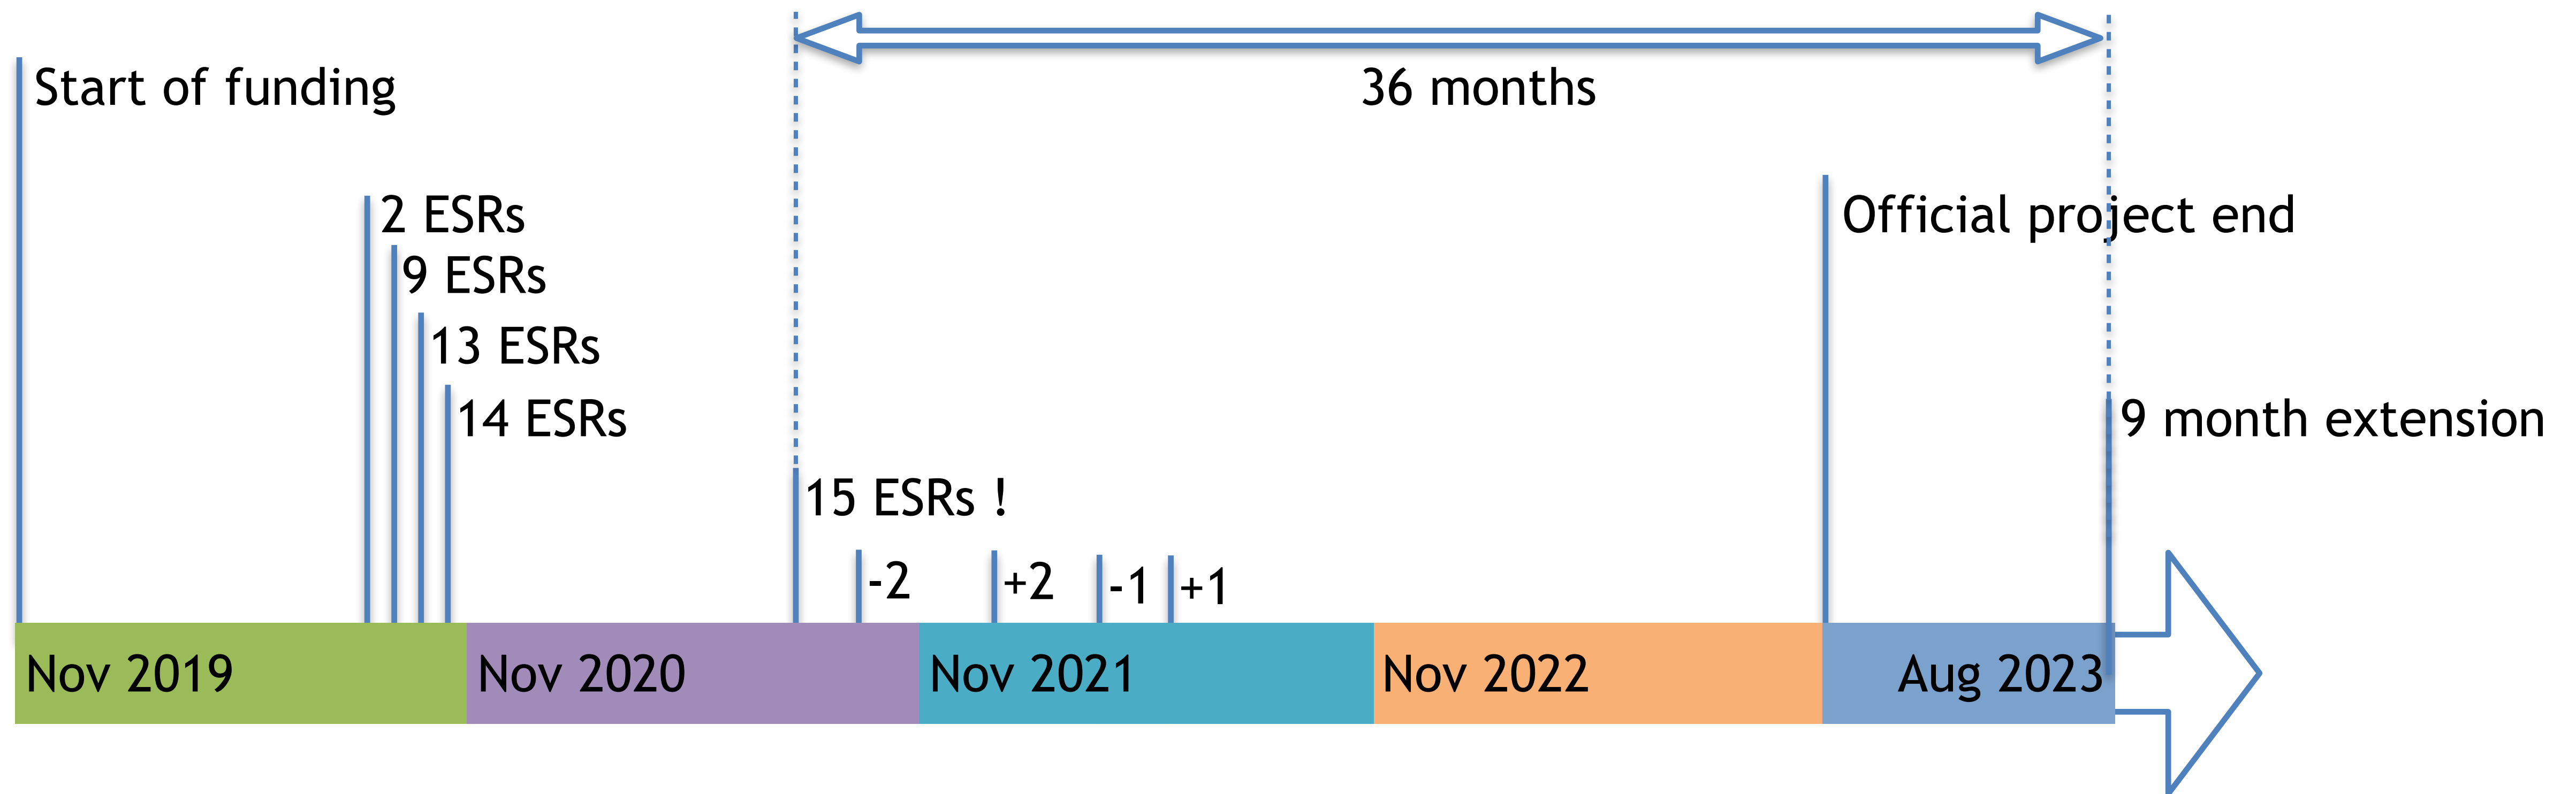 36 months
Start of funding
2 ESRs
Official project end
9 ESRs
13 ESRs
14 ESRs
9 month extension
15 ESRs !
-2
+2
-1
+1
Nov 2019
Nov 2020
Nov 2021
Nov 2022
Aug 2023